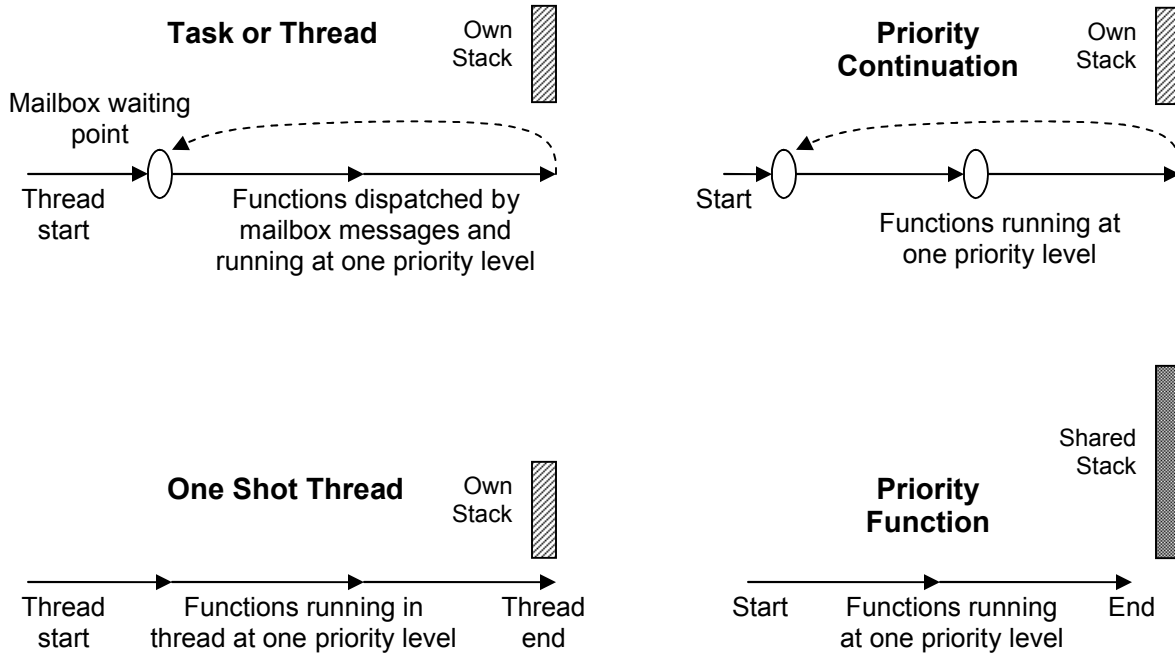 Task or Thread
Own
Stack
Mailbox waiting
point
Thread
start
Functions dispatched by
mailbox messages and
running at one priority level
Priority
Continuation
Own
Stack
Start
Functions running at
one priority level
One Shot Thread
Own
Stack
Thread
start
Functions running in
thread at one priority level
Thread
end
Priority
Function
Shared
Stack
Start
Functions running
at one priority level
End